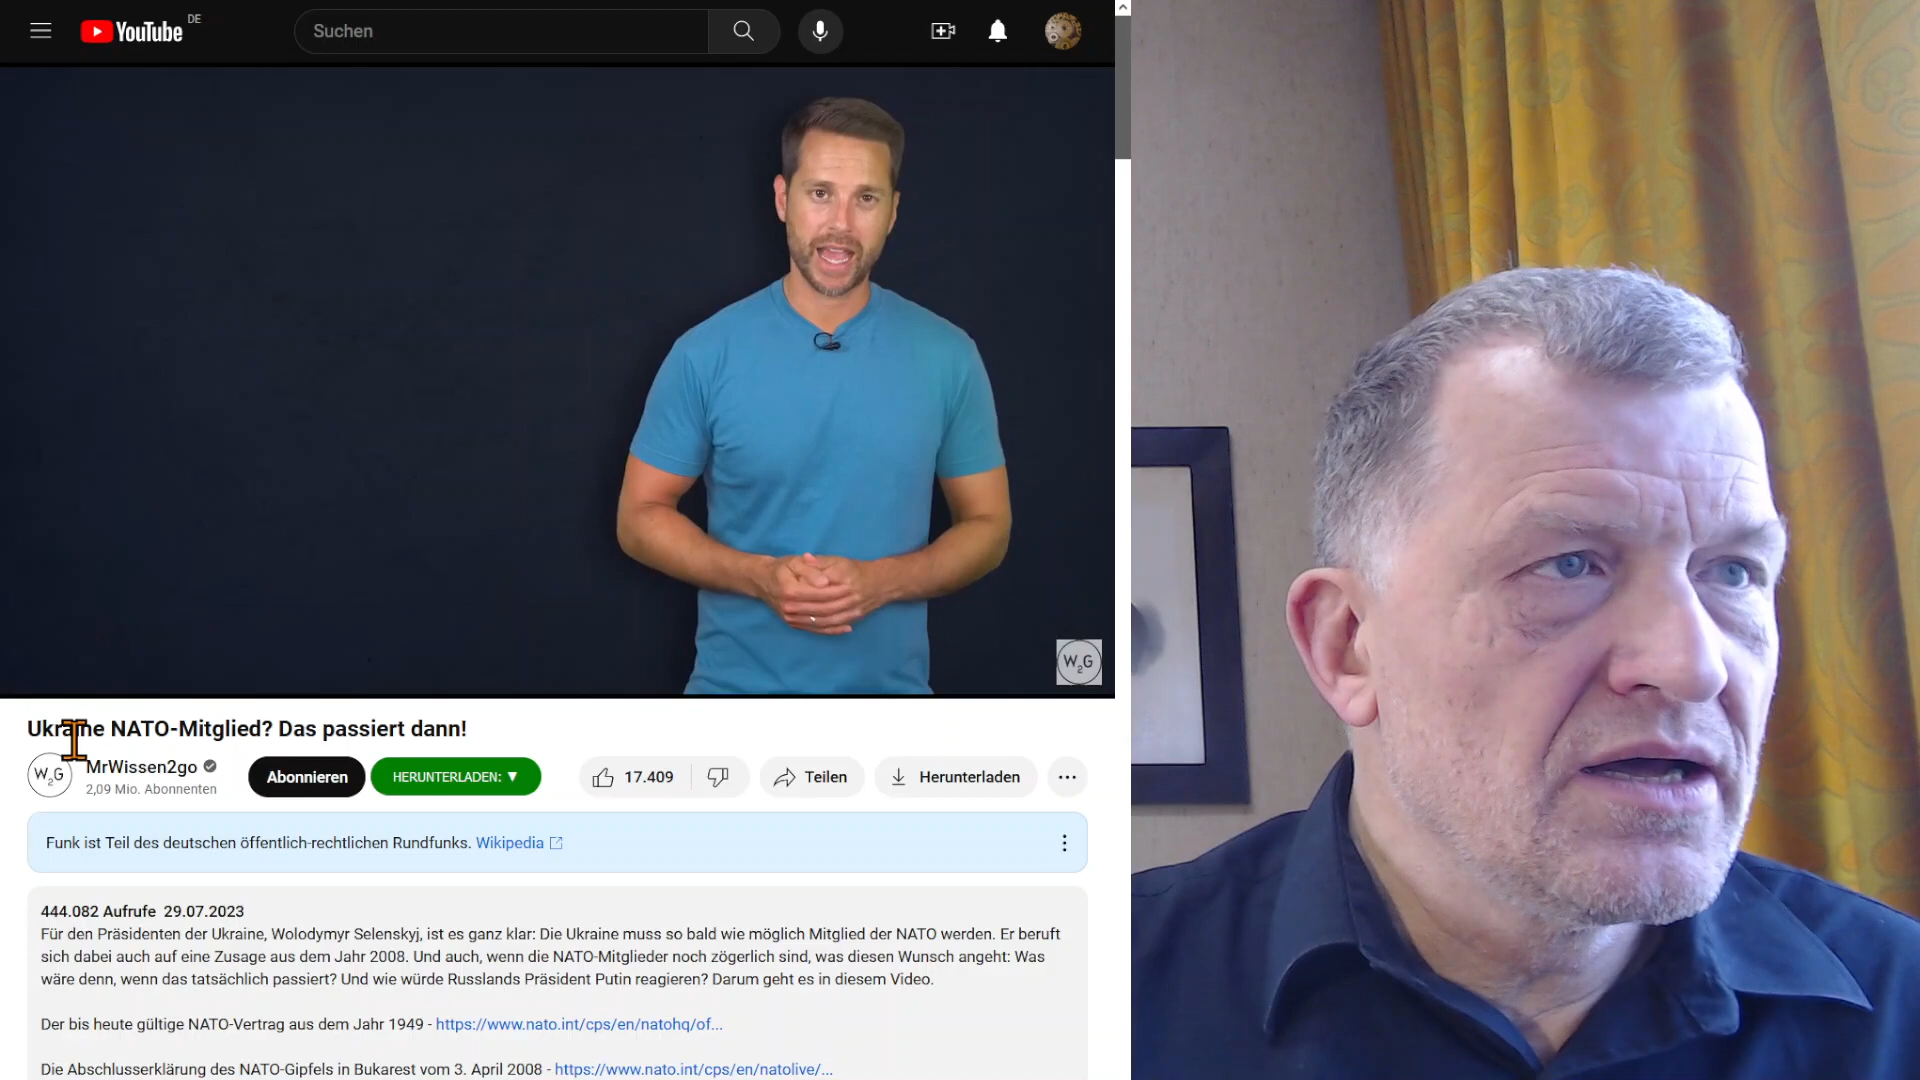 YouTube DE
Suchen
W2G
Ukraine NATO-Mitglied? Das passiert dann!
W2G
MrWissen2go
2,09 Mio. Abonnenten
Abonnieren
HERUNTERLADEN: ▼
17.409
Teilen
Herunterladen
Funk ist Teil des deutschen öffentlich-rechtlichen Rundfunks. Wikipedia
444.082 Aufrufe 29.07.2023
Für den Präsidenten der Ukraine, Wolodymyr Selenskyj, ist es ganz klar: Die Ukraine muss so bald wie möglich Mitglied der NATO werden. Er beruft
sich dabei auch auf eine Zusage aus dem Jahr 2008. Und auch, wenn die NATO-Mitglieder noch zögerlich sind, was diesen Wunsch angeht: Was
wäre denn, wenn das tatsächlich passiert? Und wie würde Russlands Präsident Putin reagieren? Darum geht es in diesem Video.
Der bis heute gültige NATO-Vertrag aus dem Jahr 1949 - https://www.nato.int/cps/en/natohq/of...
Die Abschlusserklärung des NATO-Gipfels in Bukarest vom 3. April 2008 - https://www.nato.int/cps/en/natolive/...